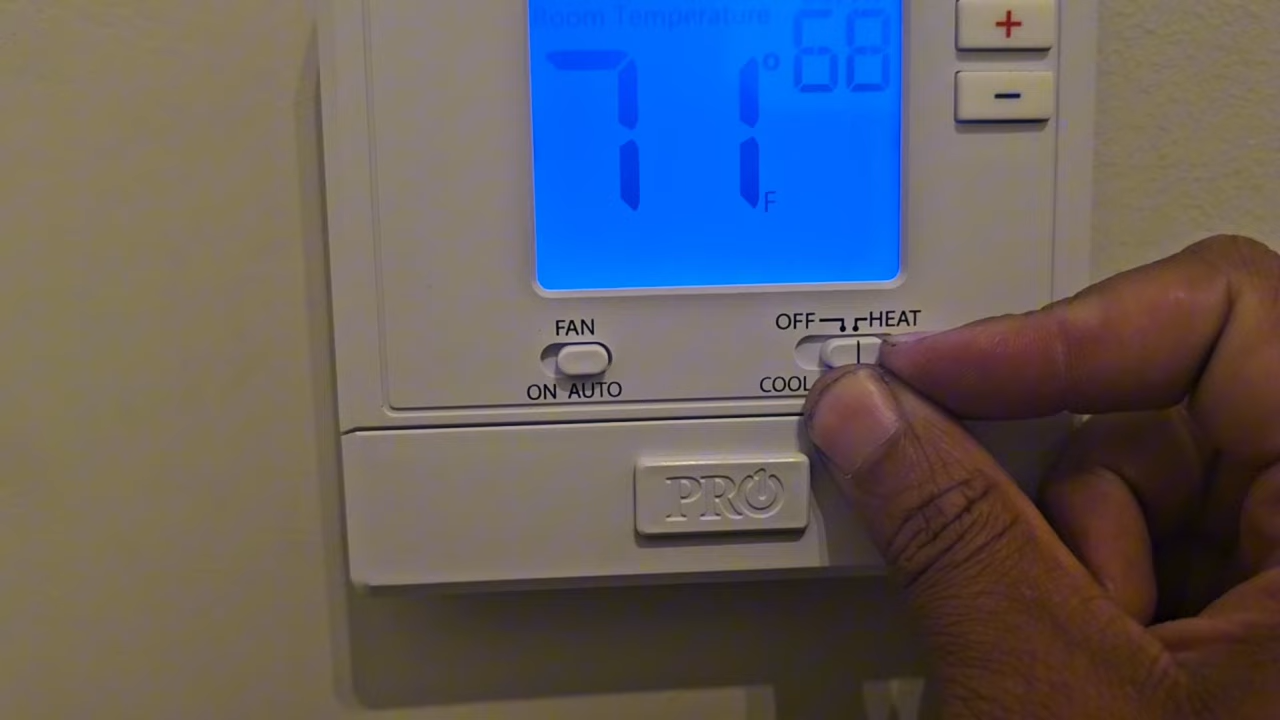 Room Temperature
68
71°F
+
-
FAN
ON AUTO
OFF HEAT
COOL
PRO